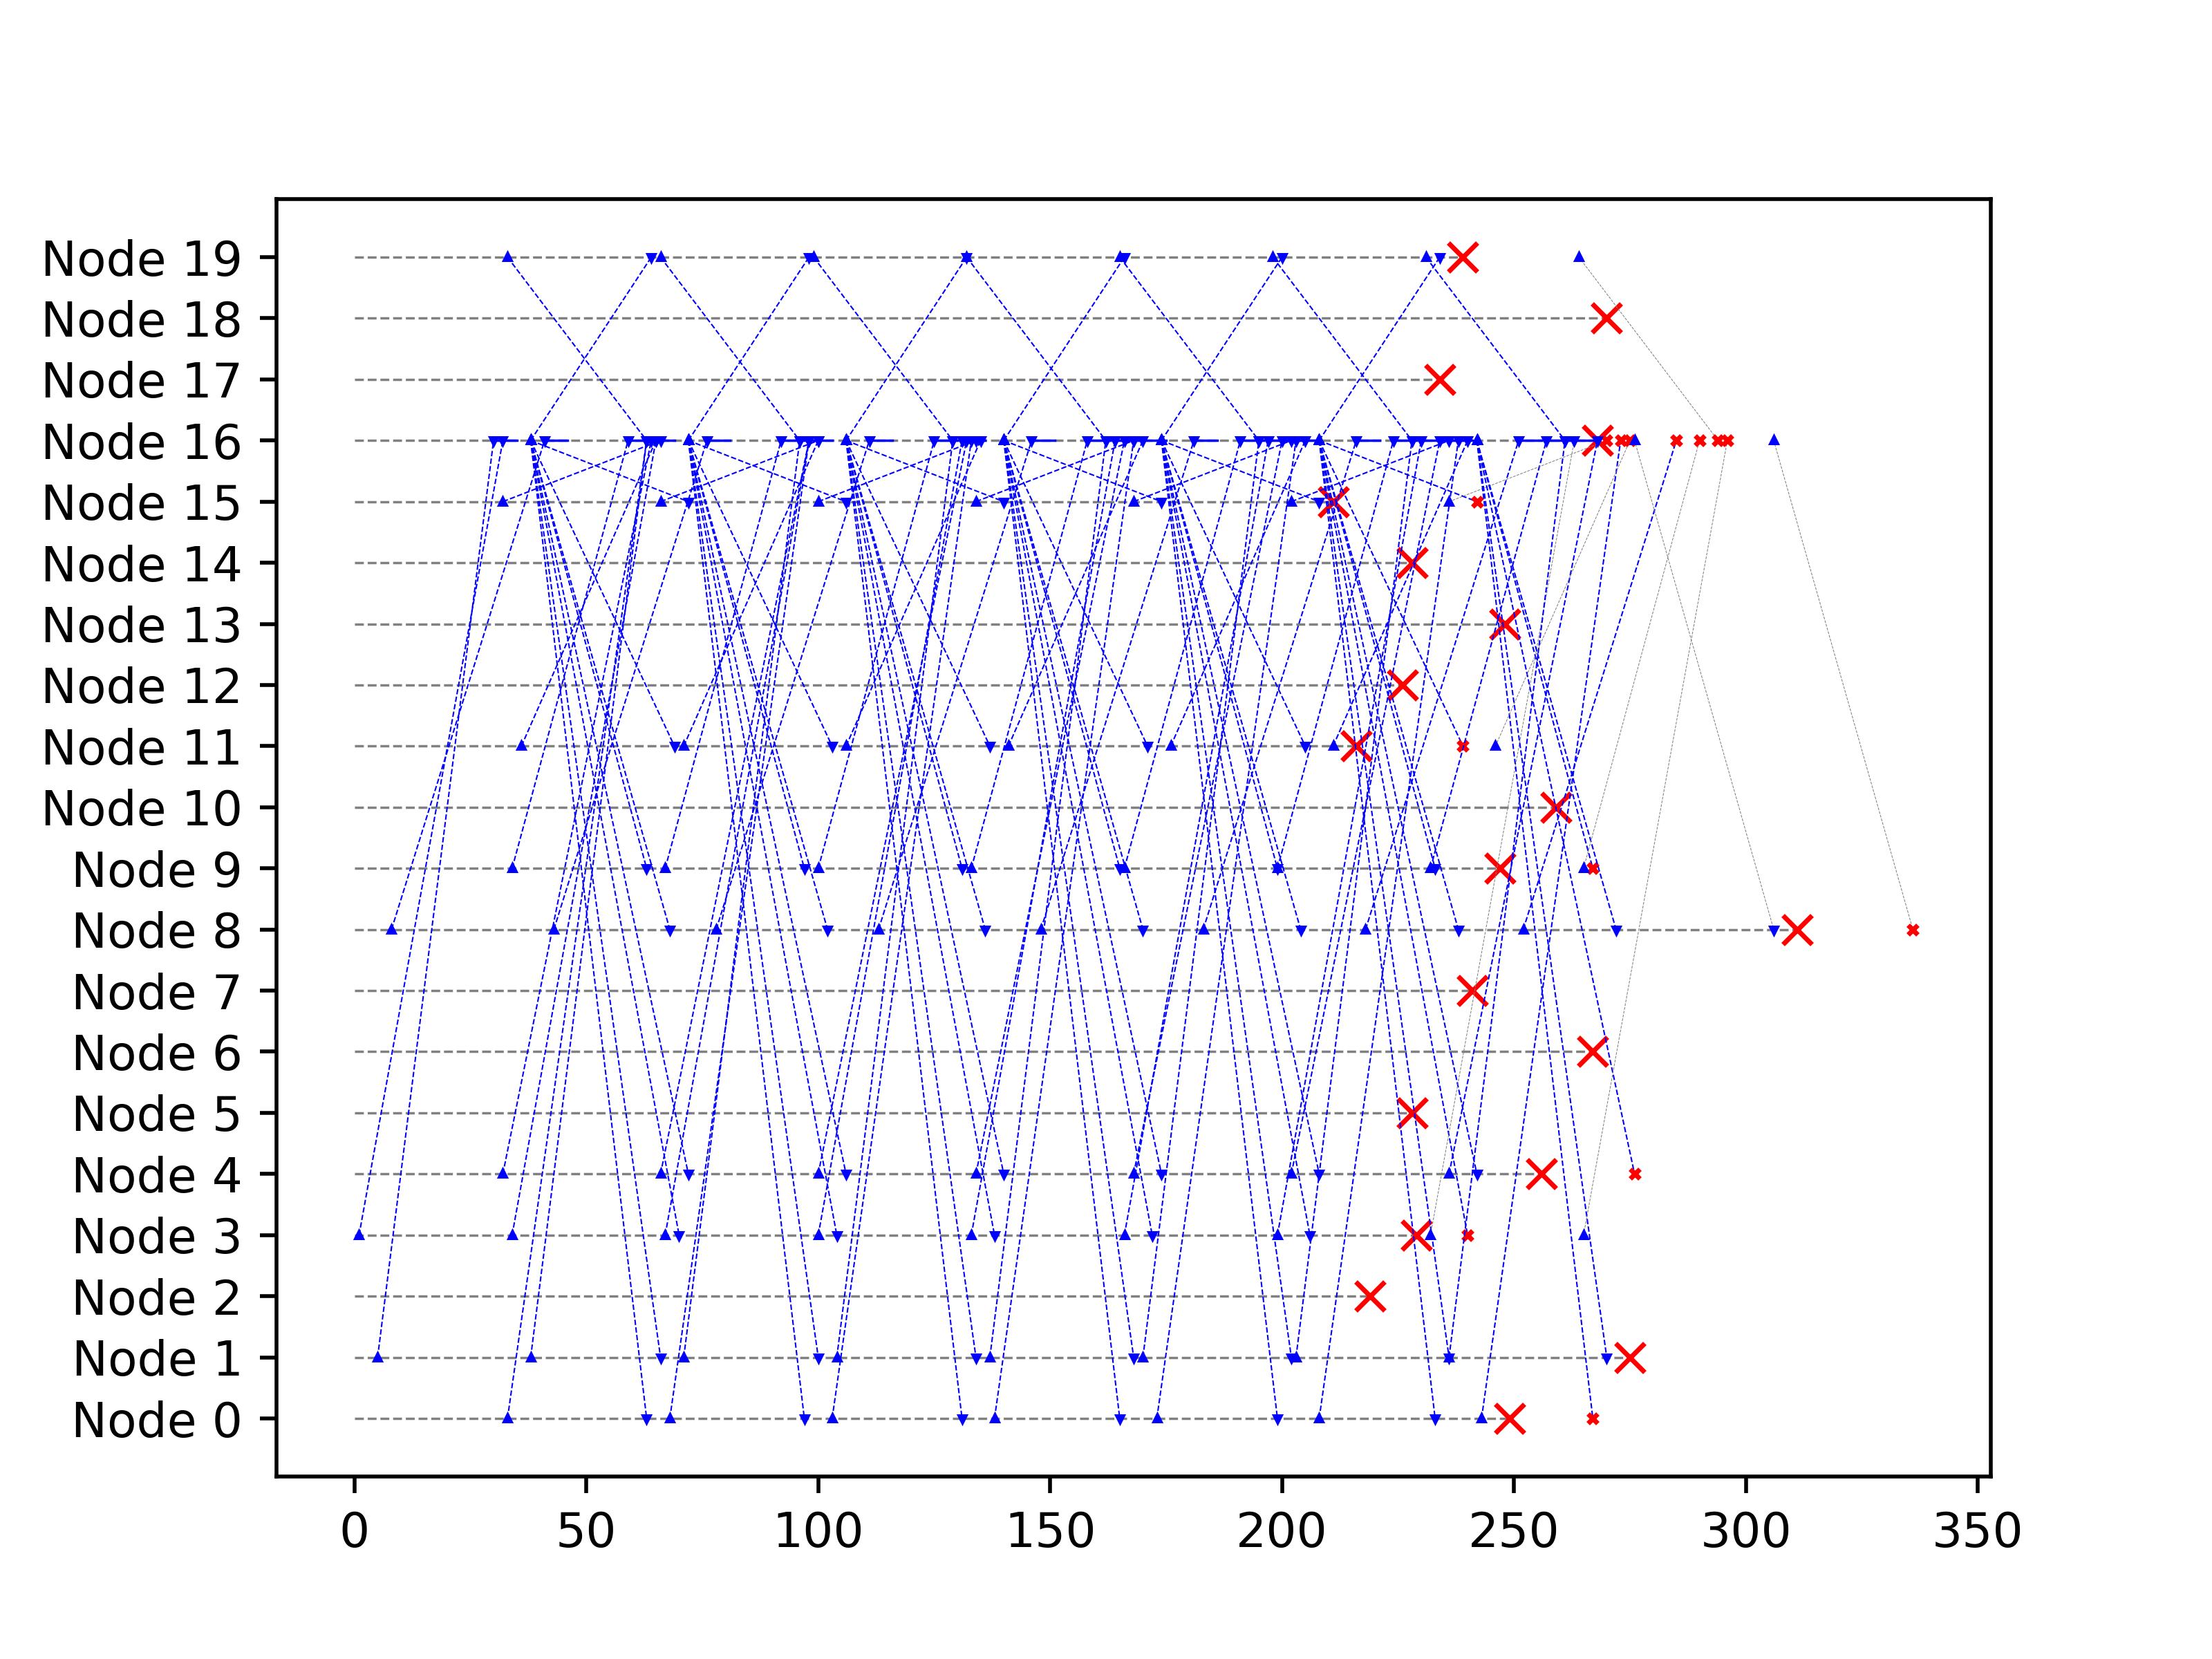 Node 19
Node 18
Node 17
Node 16
Node 15
Node 14
Node 13
Node 12
Node 11
Node 10
Node 9
Node 8
Node 7
Node 6
Node 5
Node 4
Node 3
Node 2
Node 1
Node 0
0 50 100 150 200 250 300 350